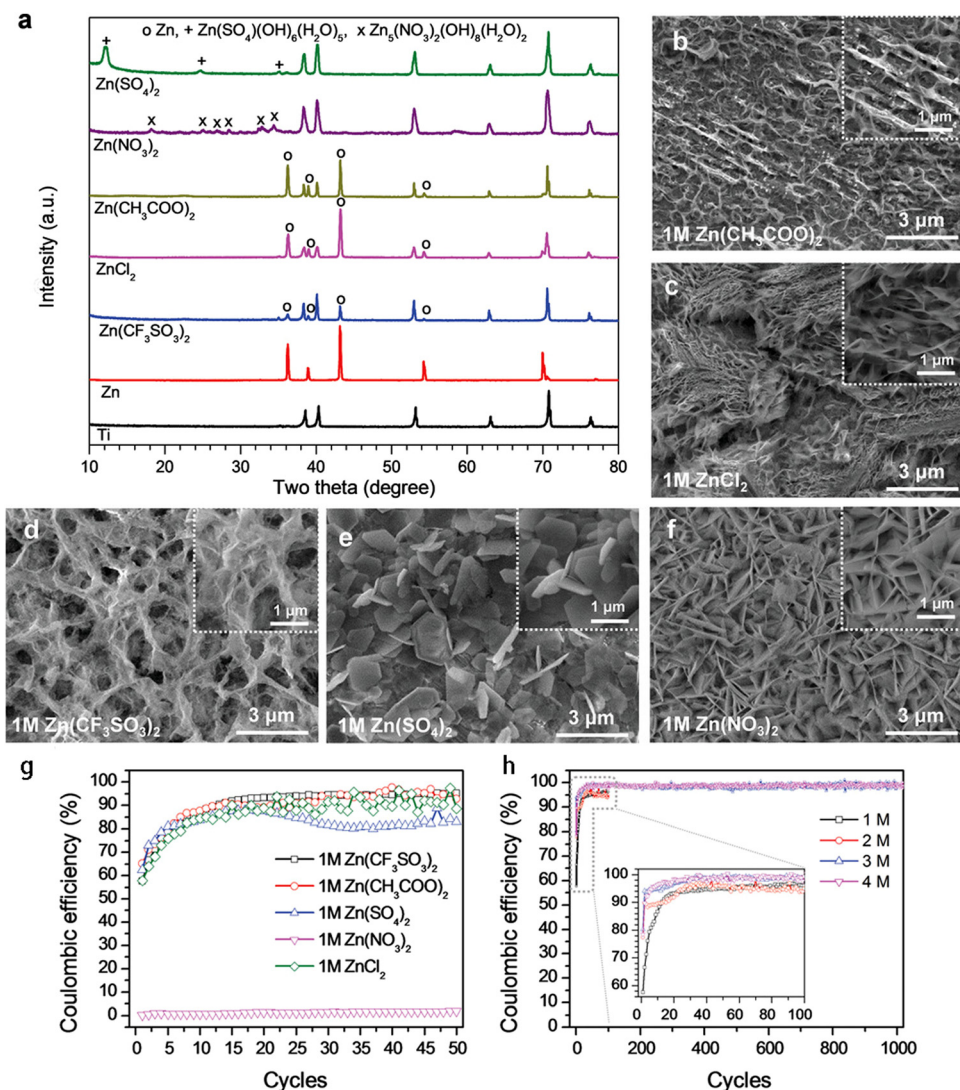 a
o Zn, + Zn(SO₄)(OH)₆(H₂O)₅, x Zn₅(NO₃)₂(OH)₈(H₂O)₂
+
+
+
Zn(SO₄)₂
x
x
x
x
x
x
Zn(NO₃)₂
o
o
o
o
Zn(CH₃COO)₂
o
o
o
o
ZnCl₂
o
o
o
o
Zn(CF₃SO₃)₂
Zn
Ti
Intensity (a.u.)
10 20 30 40 50 60 70 80
Two theta (degree)
b
1 µm
1M Zn(CH₃COO)₂
3 µm
c
1 µm
1M ZnCl₂
3 µm
d
1 µm
1M Zn(CF₃SO₃)₂
3 µm
e
1 µm
1M Zn(SO₄)₂
3 µm
f
1 µm
1M Zn(NO₃)₂
3 µm
g
Coulombic efficiency (%)
100
90
80
70
60
50
40
30
20
10
0
1M Zn(CF₃SO₃)₂
1M Zn(CH₃COO)₂
1M Zn(SO₄)₂
1M Zn(NO₃)₂
1M ZnCl₂
0 5 10 15 20 25 30 35 40 45 50
Cycles
h
Coulombic efficiency (%)
100
90
80
70
60
50
40
30
20
10
0
1 M
2 M
3 M
4 M
100
90
80
70
60
0 20 40 60 80 100
0 200 400 600 800 1000
Cycles